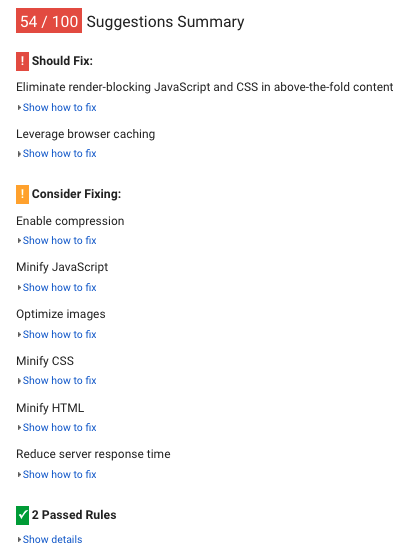 54 / 100 Suggestions Summary
! Should Fix:
Eliminate render-blocking JavaScript and CSS in above-the-fold content
Show how to fix
Leverage browser caching
Show how to fix
! Consider Fixing:
Enable compression
Show how to fix
Minify JavaScript
Show how to fix
Optimize images
Show how to fix
Minify CSS
Show how to fix
Minify HTML
Show how to fix
Reduce server response time
Show how to fix
✓ 2 Passed Rules
Show details